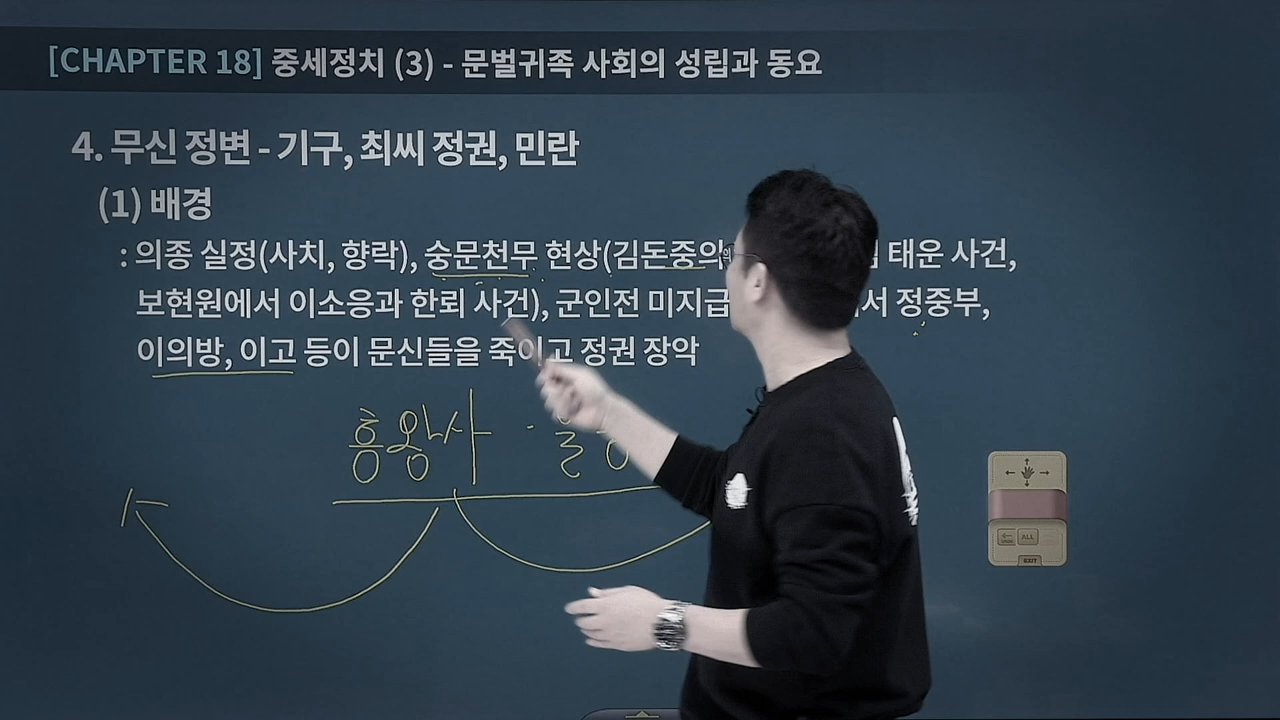 [CHAPTER 18] 중세정치 (3) - 문벌귀족 사회의 성립과 동요
4. 무신 정변 - 기구, 최씨 정권, 민란
(1) 배경
: 의종 실정(사치, 향락), 숭문천무 현상(김돈중의 태운 사건,
보현원에서 이소응과 한뢰 사건), 군인전 미지급 서 정중부,
이의방, 이고 등이 문신들을 죽이고 정권 장악
흥왕사
ALL
EXIT